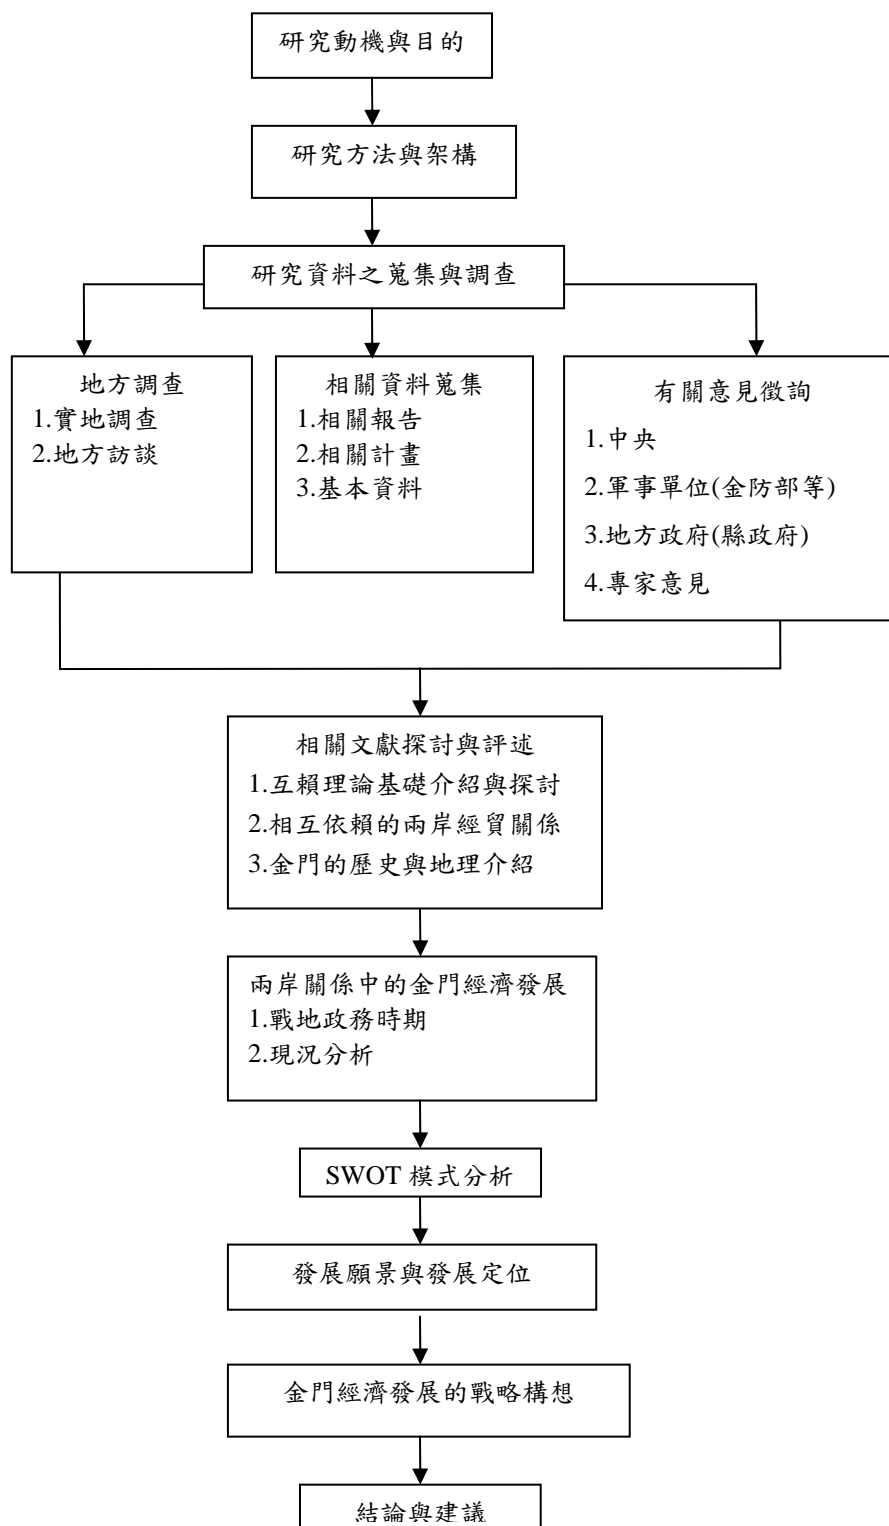 研究動機與目的
研究方法與架構
研究資料之蒐集與調查
地方調查
1.實地調查
2.地方訪談
相關資料蒐集
1.相關報告
2.相關計畫
3.基本資料
有關意見徵詢
1.中央
2.軍事單位(金防部等)
3.地方政府(縣政府)
4.專家意見
相關文獻探討與評述
1.互賴理論基礎介紹與探討
2.相互依賴的兩岸經貿關係
3.金門的歷史與地理介紹
兩岸關係中的金門經濟發展
1.戰地政務時期
2.現況分析
SWOT 模式分析
發展願景與發展定位
金門經濟發展的戰略構想
結論與建議